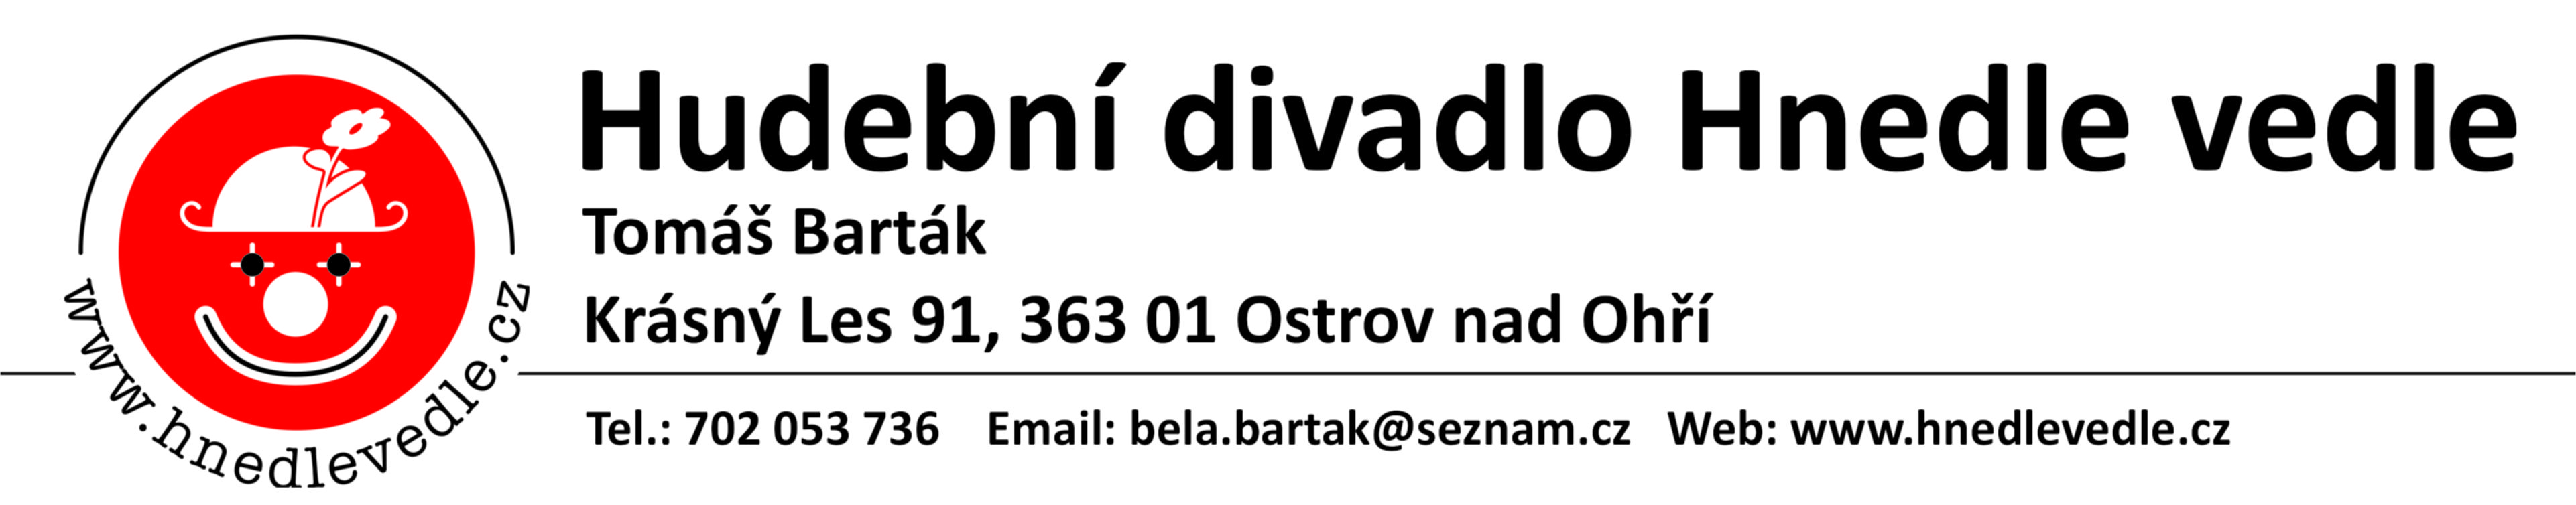 Hudební divadlo Hnedle vedle
Tomáš Barták
Krásný Les 91, 363 01 Ostrov nad Ohří
www.hnedlevedle.cz
Tel.: 702 053 736 Email: bela.bartak@seznam.cz Web: www.hnedlevedle.cz